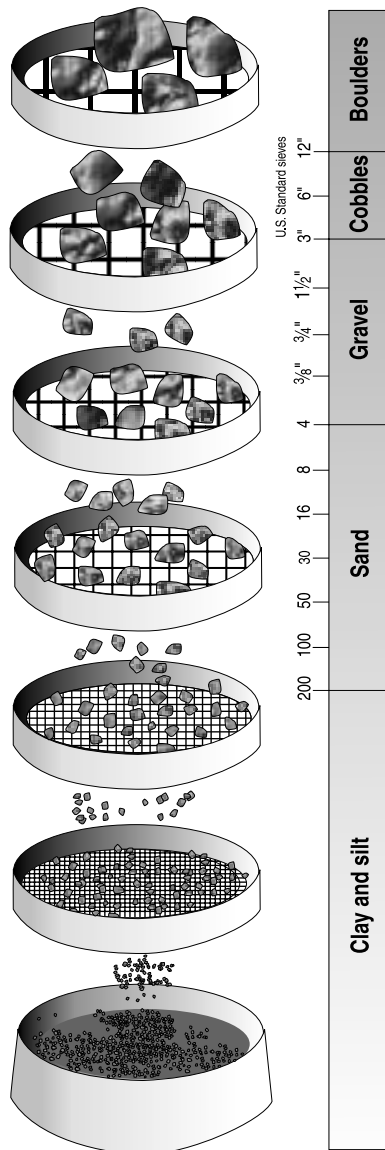 U.S. Standard sieves
12"
6"
3"
1½"
3/4"
3/8"
4
8
16
30
50
100
200
Boulders
Cobbles
Gravel
Sand
Clay and silt